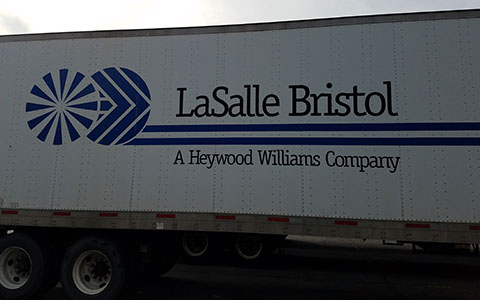 LaSalle Bristol
A Heywood Williams Company